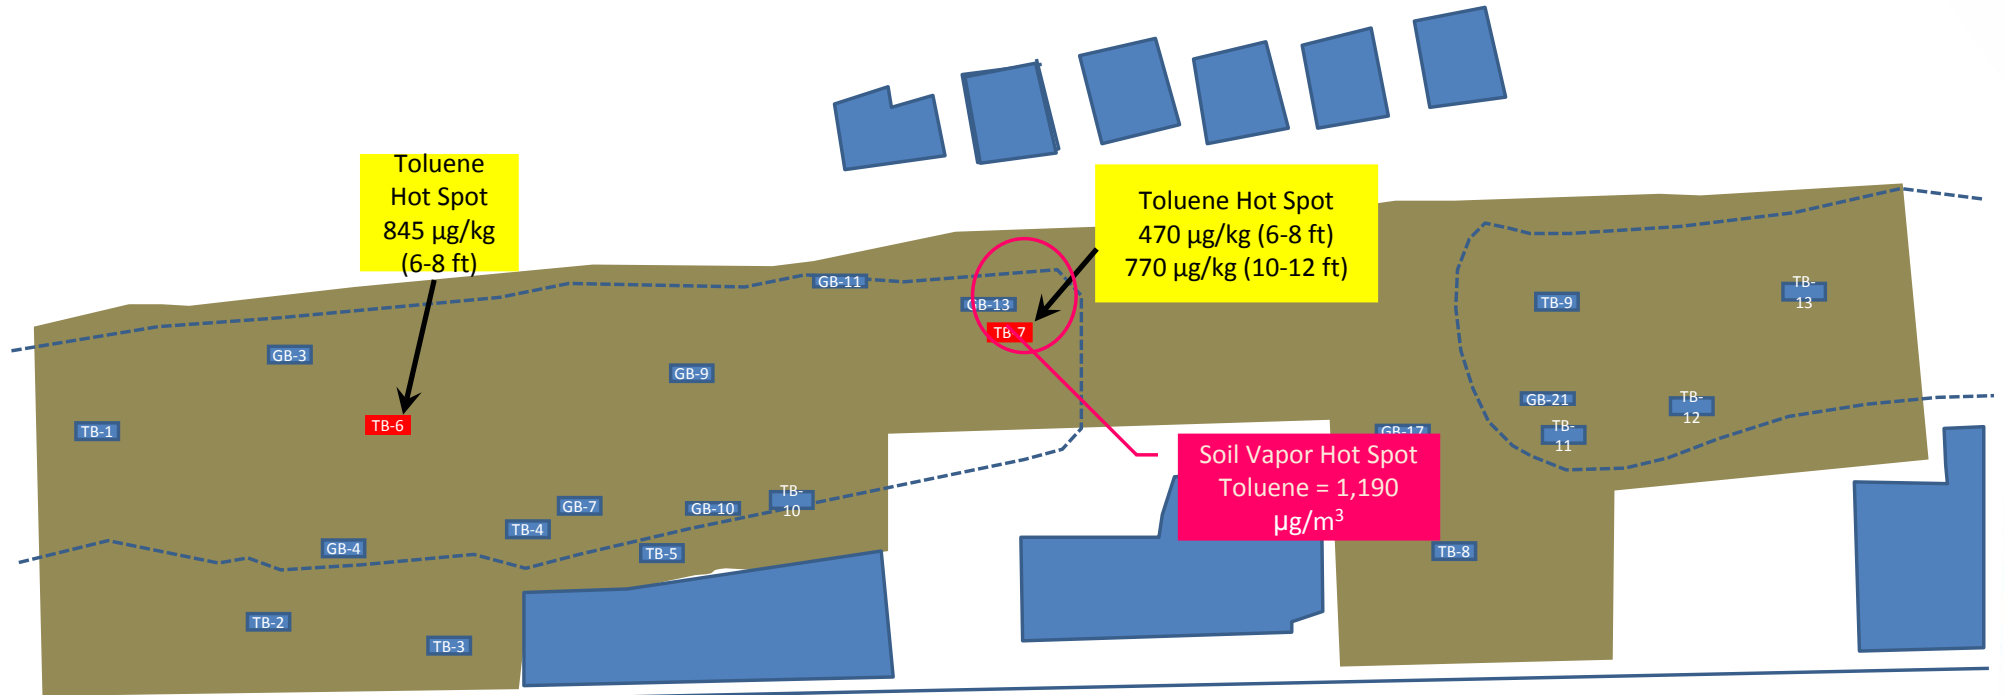 Toluene
Hot Spot
845 µg/kg
(6-8 ft)
Toluene Hot Spot
470 µg/kg (6-8 ft)
770 µg/kg (10-12 ft)
GB-11
GB-13
TB-7
TB-9
TB-
13
GB-3
GB-9
TB-1
TB-6
GB-21
TB-
12
TB-
11
GB-17
Soil Vapor Hot Spot
Toluene = 1,190
µg/m³
GB-7
GB-10
TB-
10
TB-4
GB-4
TB-5
TB-8
TB-2
TB-3